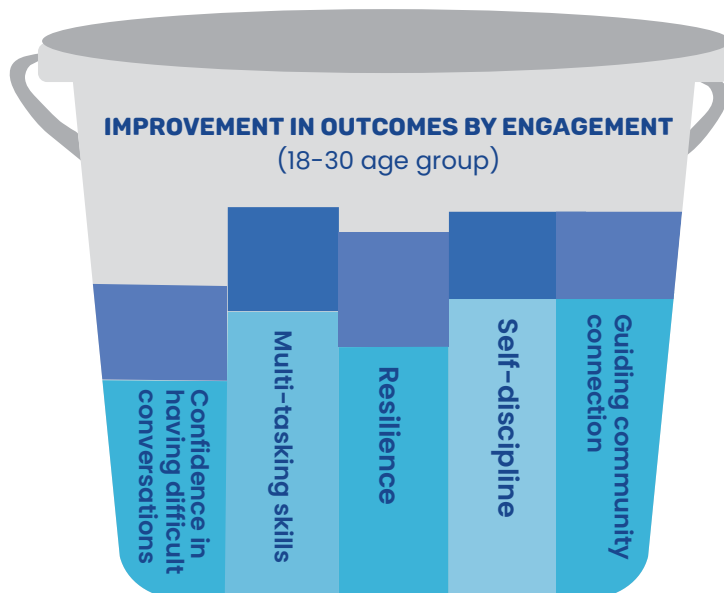 IMPROVEMENT IN OUTCOMES BY ENGAGEMENT
(18-30 age group)
Confidence in
having difficult
conversations
Multi-tasking skills
Resilience
Self-discipline
Guiding community
connection